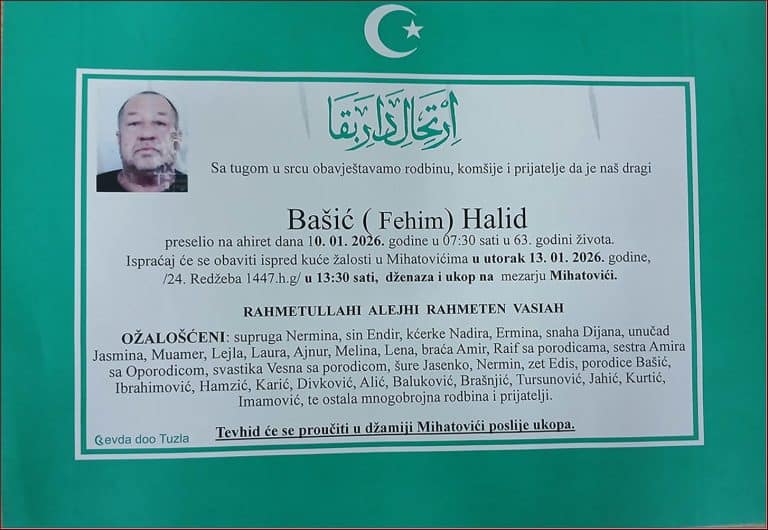 اِرْتِحَالِ دَارِ بَقَا
Sa tugom u srcu obavještavamo rodbinu, komšije i prijatelje da je naš dragi
Bašić ( Fehim) Halid
preselio na ahiret dana 10. 01. 2026. godine u 07:30 sati u 63. godini života.
Ispraćaj će se obaviti ispred kuće žalosti u Mihatovićima u utorak 13. 01. 2026. godine,
/24. Redžeba 1447.h.g/ u 13:30 sati, dženaza i ukop na mezarju Mihatovići.
RAHMETULLAHI ALEJHI RAHMETEN VASIAH
OŽALOŠĆENI: supruga Nermina, sin Endir, kćerke Nadira, Ermina, snaha Dijana, unučad
Jasmina, Muamer, Lejla, Laura, Ajnur, Melina, Lena, braća Amir, Raif sa porodicama, sestra Amira
sa Oporodicom, svastika Vesna sa porodicom, šure Jasenko, Nermin, zet Edis, porodice Bašić,
Ibrahimović, Hamzić, Karić, Divković, Alić, Baluković, Brašnjić, Tursunović, Jahić, Kurtić,
Imamović, te ostala mnogobrojna rodbina i prijatelji.
Tevhid će se proučiti u džamiji Mihatovići poslije ukopa.
Gevda doo Tuzla